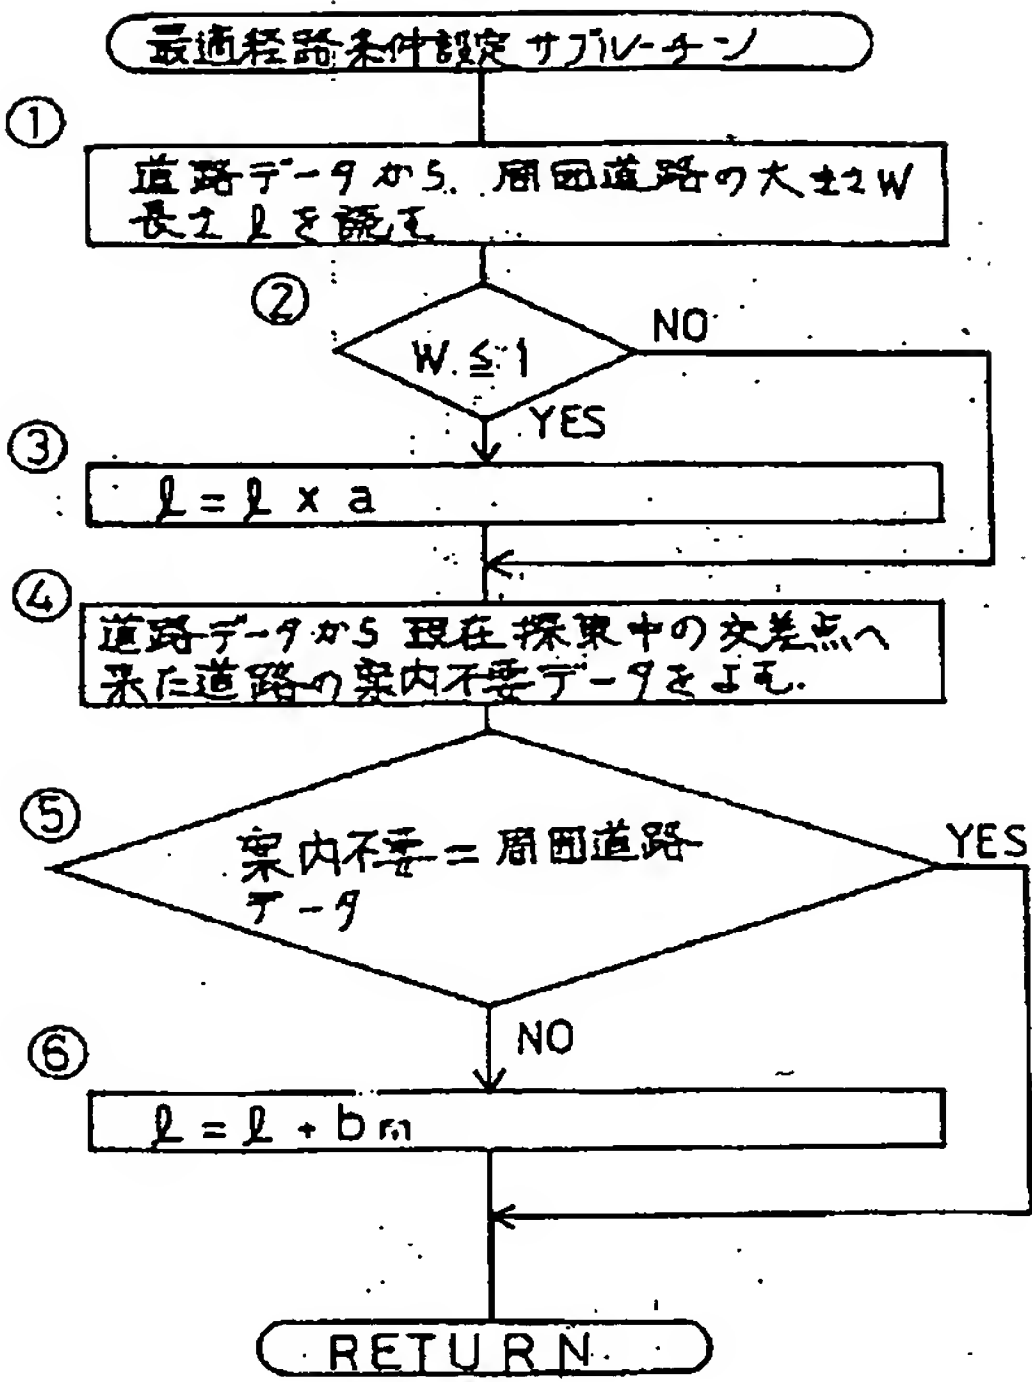 最適経路条件設定サブルーチン
①
道路データから、周囲道路の大きさW
長さlを読む
②
W ≦ 1
NO
YES
③
l = l × a
④
道路データから現在探索中の交差点へ
来た道路の案内不要データをよむ.
⑤
案内不要 = 周囲道路
データ
YES
NO
⑥
l = l + b m
RETURN